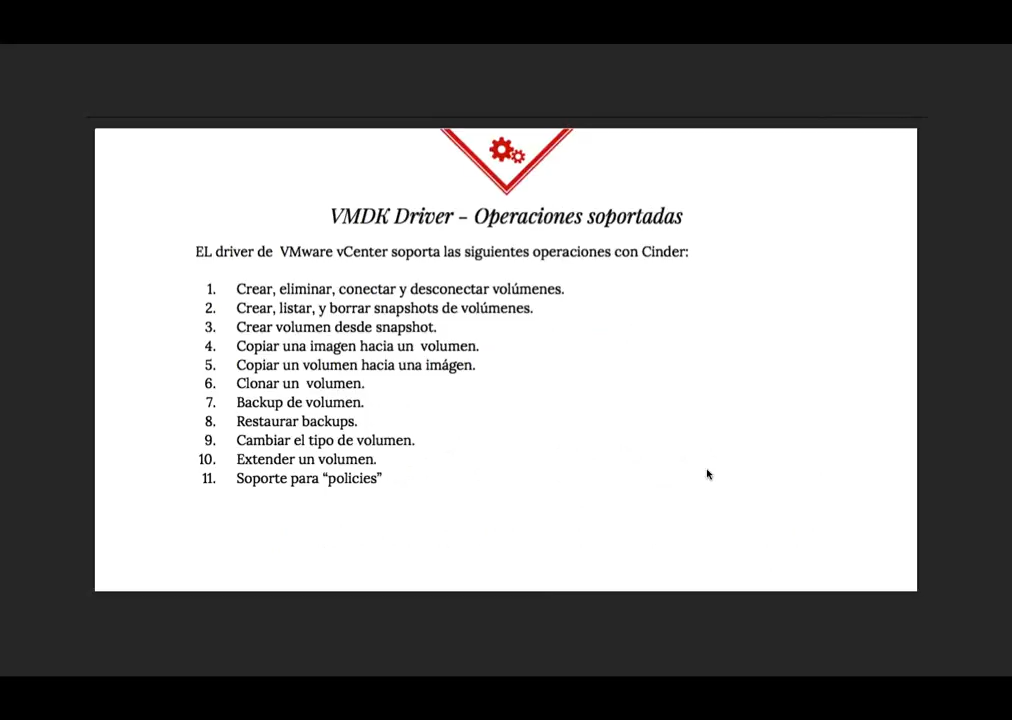 VMDK Driver - Operaciones soportadas
EL driver de VMware vCenter soporta las siguientes operaciones con Cinder:
1. Crear, eliminar, conectar y desconectar volúmenes.
2. Crear, listar, y borrar snapshots de volúmenes.
3. Crear volumen desde snapshot.
4. Copiar una imagen hacia un volumen.
5. Copiar un volumen hacia una imágen.
6. Clonar un volumen.
7. Backup de volumen.
8. Restaurar backups.
9. Cambiar el tipo de volumen.
10. Extender un volumen.
11. Soporte para “policies”